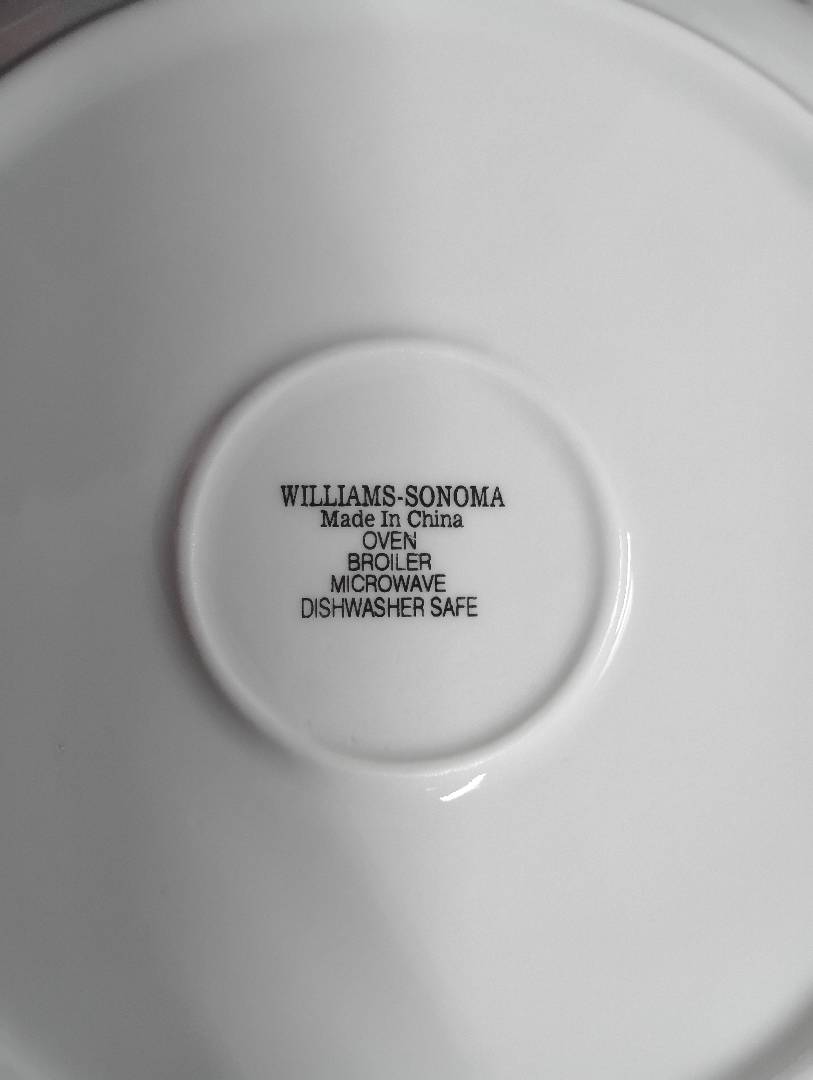 WILLIAMS-SONOMA
Made In China
OVEN
BROILER
MICROWAVE
DISHWASHER SAFE